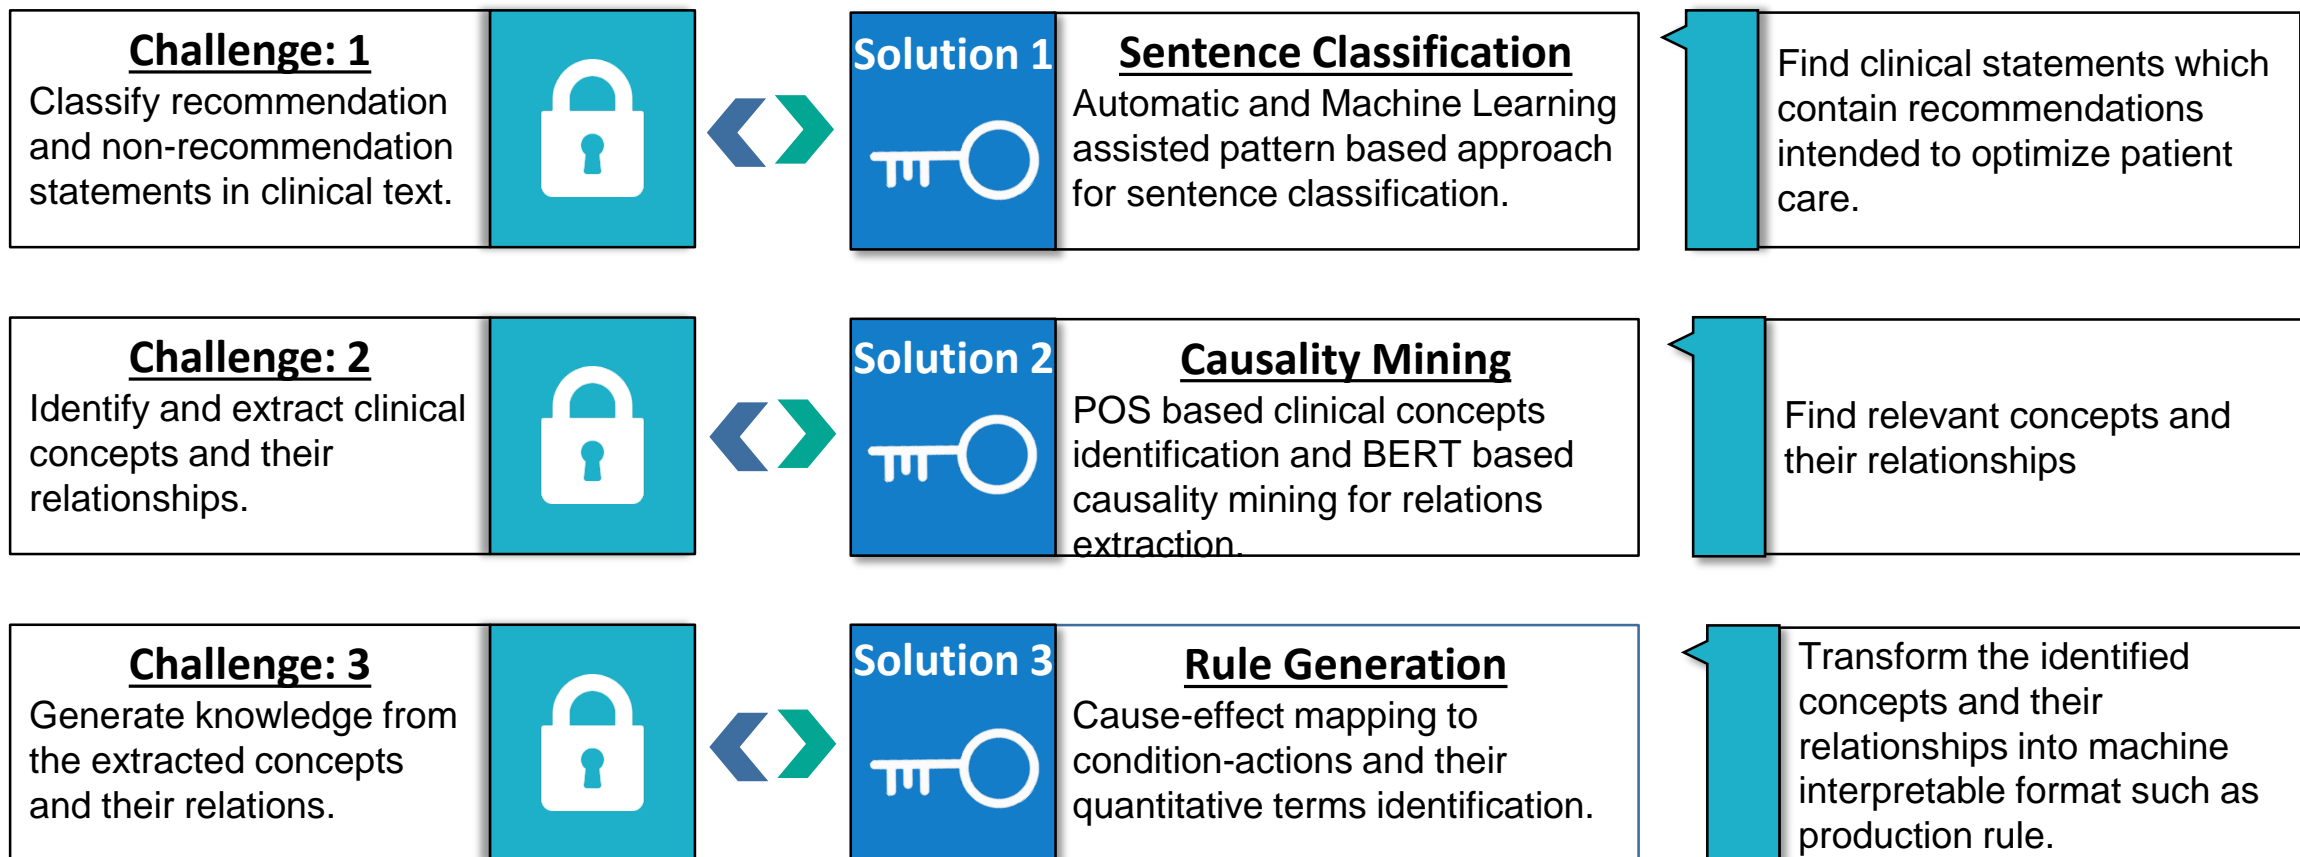 Challenge: 1
Classify recommendation
and non-recommendation
statements in clinical text.
Solution 1
Sentence Classification
Automatic and Machine Learning
assisted pattern based approach
for sentence classification.
Find clinical statements which
contain recommendations
intended to optimize patient
care.
Challenge: 2
Identify and extract clinical
concepts and their
relationships.
Solution 2
Causality Mining
POS based clinical concepts
identification and BERT based
causality mining for relations
extraction.
Find relevant concepts and
their relationships
Challenge: 3
Generate knowledge from
the extracted concepts
and their relations.
Solution 3
Rule Generation
Cause-effect mapping to
condition-actions and their
quantitative terms identification.
Transform the identified
concepts and their
relationships into machine
interpretable format such as
production rule.